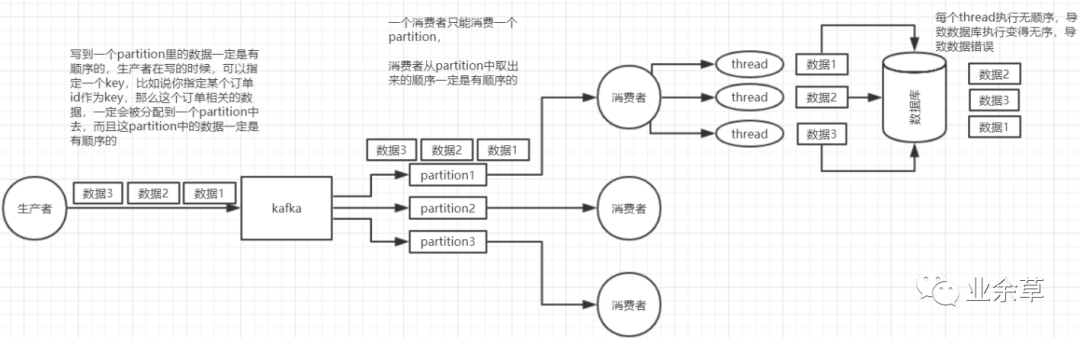 写到一个partition里的数据一定是有
顺序的，生产者在写的时候，可以指
定一个key，比如说你指定某个订单
id作为key，那么这个订单相关的数
据，一定会被分配到一个partition中
去，而且这partition中的数据一定是
有顺序的
一个消费者只能消费一个
partition，
消费者从partition中取出
来的顺序一定是有顺序的
每个thread执行无顺序，导
致数据库执行变得无序，导
致数据错误
生产者
数据3
数据2
数据1
kafka
数据3
数据2
数据1
partition1
partition2
partition3
消费者
消费者
消费者
thread
thread
thread
数据1
数据2
数据3
数据库
数据2
数据3
数据1
业余草